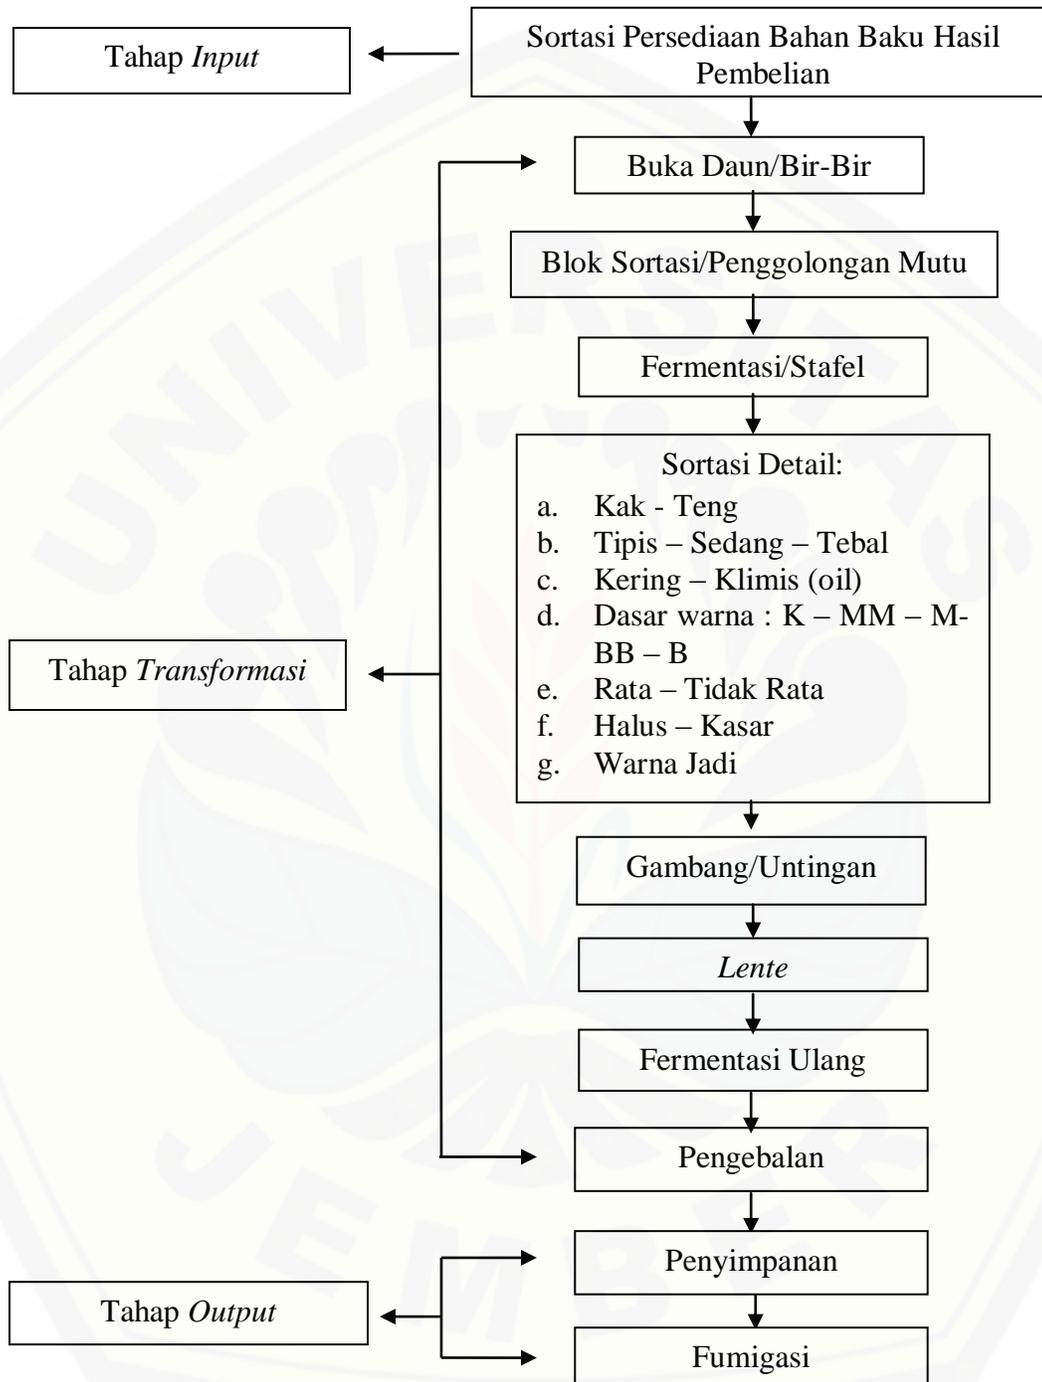 Sortasi Persediaan Bahan Baku Hasil
Pembelian
Tahap Input
Buka Daun/Bir-Bir
Blok Sortasi/Penggolongan Mutu
Fermentasi/Stafel
Sortasi Detail:
a. Kak - Teng
b. Tipis – Sedang – Tebal
c. Kering – Klimis (oil)
d. Dasar warna : K – MM – M-
BB – B
e. Rata – Tidak Rata
f. Halus – Kasar
g. Warna Jadi
Tahap Transformasi
Gambang/Untingan
Lente
Fermentasi Ulang
Pengebalan
Penyimpanan
Tahap Output
Fumigasi
UNIVERSITAS
JEMBER